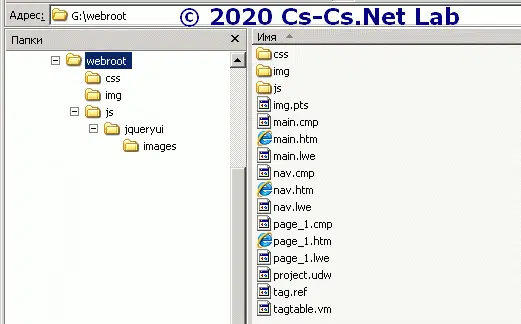 Адрес: G:\webroot
© 2020 Cs-Cs.Net Lab
Папки
webroot
css
img
js
jqueryui
images
Имя
css
img
js
img.pts
main.cmp
main.htm
main.lwe
nav.cmp
nav.htm
nav.lwe
page_1.cmp
page_1.htm
page_1.lwe
project.udw
tag.ref
tagtable.vm